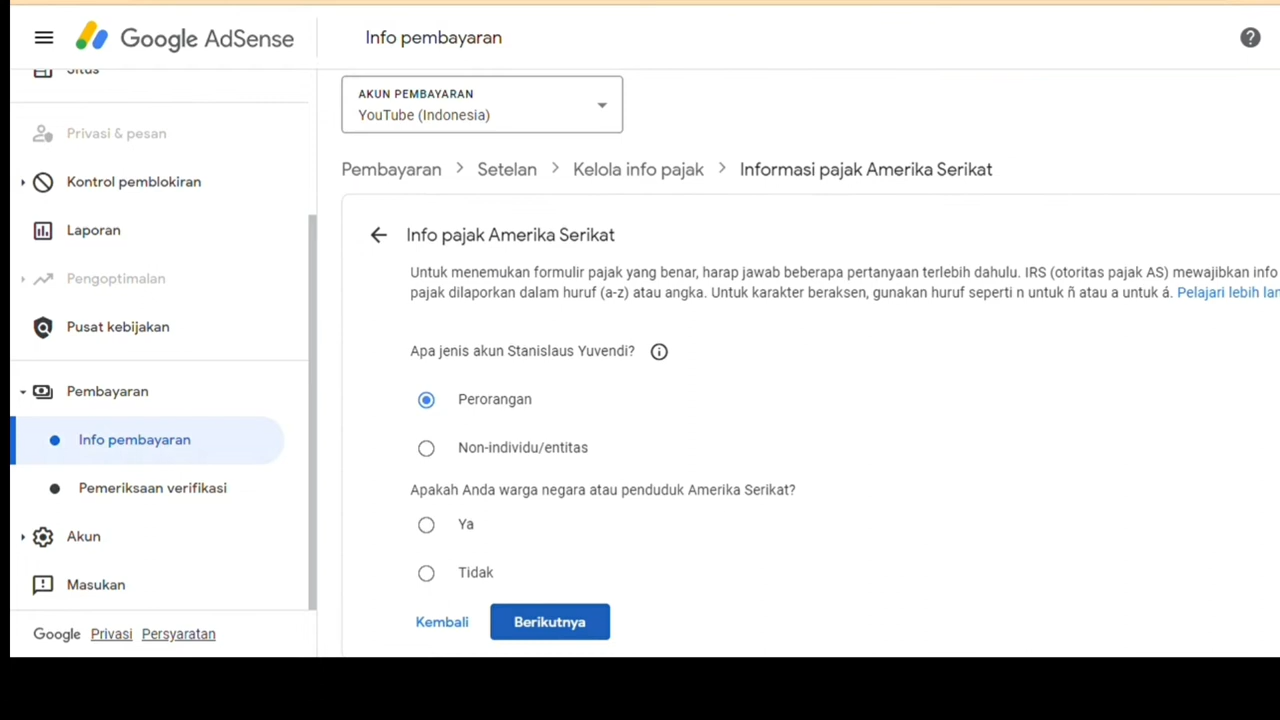 Google AdSense
Info pembayaran
Situs
Privasi & pesan
Kontrol pemblokiran
Laporan
Pengoptimalan
Pusat kebijakan
Pembayaran
Info pembayaran
Pemeriksaan verifikasi
Akun
Masukan
Google Privasi Persyaratan
AKUN PEMBAYARAN
YouTube (Indonesia)
Pembayaran > Setelan > Kelola info pajak > Informasi pajak Amerika Serikat
Info pajak Amerika Serikat
Untuk menemukan formulir pajak yang benar, harap jawab beberapa pertanyaan terlebih dahulu. IRS (otoritas pajak AS) mewajibkan info
pajak dilaporkan dalam huruf (a-z) atau angka. Untuk karakter beraksen, gunakan huruf seperti n untuk ñ atau a untuk á. Pelajari lebih lan
Apa jenis akun Stanislaus Yuvendi?
Perorangan
Non-individu/entitas
Apakah Anda warga negara atau penduduk Amerika Serikat?
Ya
Tidak
Kembali
Berikutnya